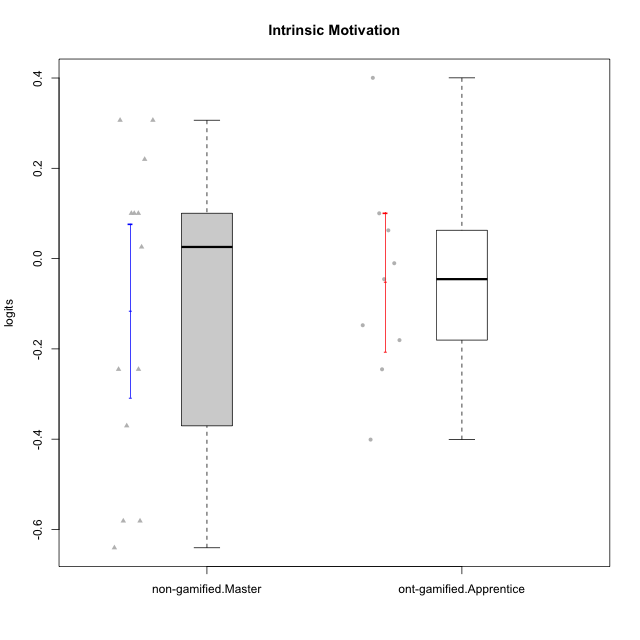 Intrinsic Motivation
0.4
0.2
0.0
-0.2
-0.4
-0.6
logits
non-gamified.Master
ont-gamified.Apprentice